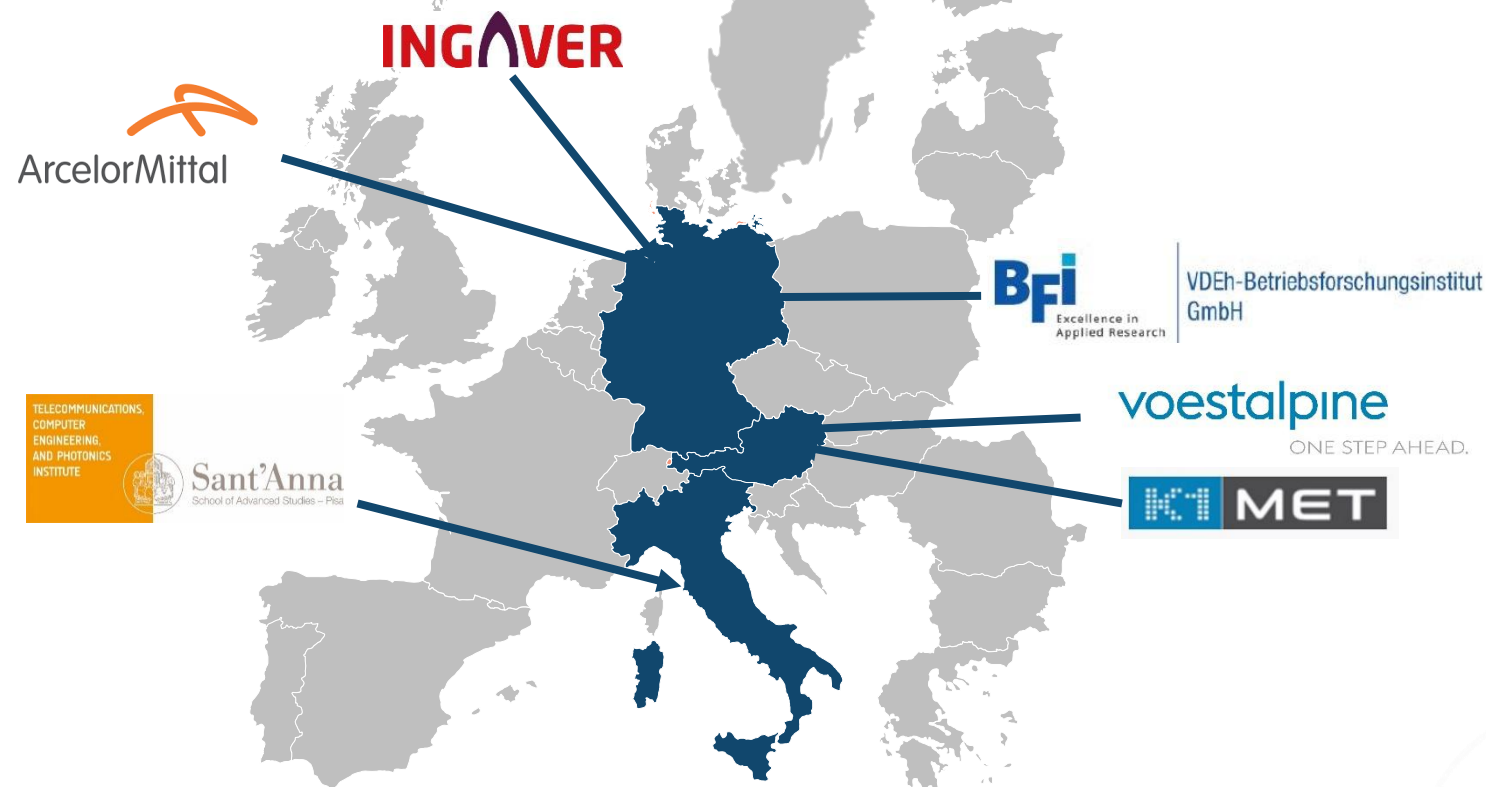 INGAVER
ArcelorMittal
BFi
Excellence in
Applied Research
VDEh-Betriebsforschungsinstitut
GmbH
voestalpine
ONE STEP AHEAD.
K1 MET
TELECOMMUNICATIONS,
COMPUTER
ENGINEERING,
AND PHOTONICS
INSTITUTE
Sant'Anna
School of Advanced Studies – Pisa